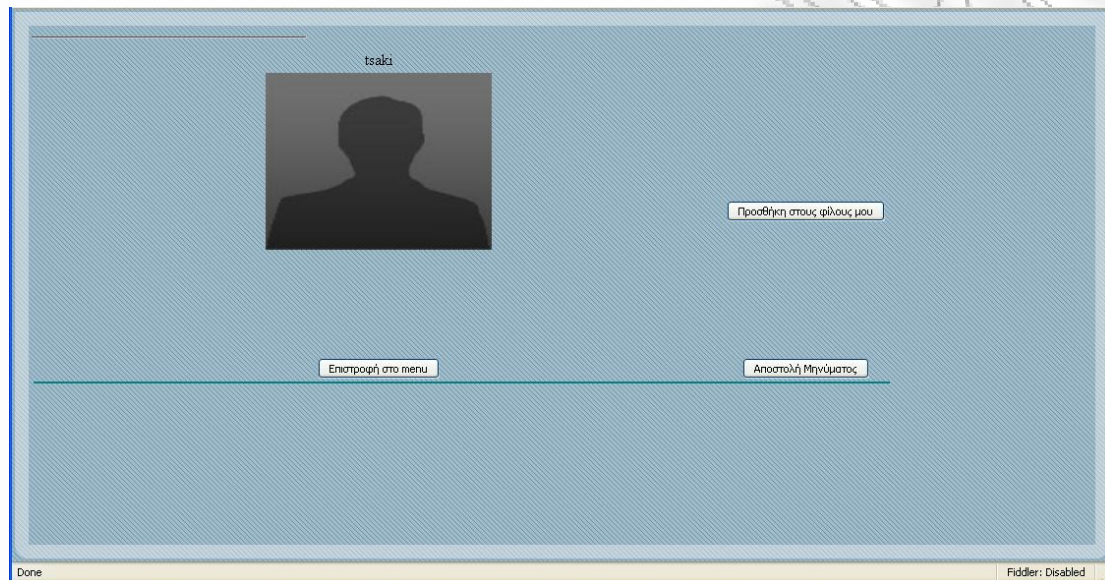 tsaki
Προσθήκη στους φίλους μου
Επιστροφή στο menu
Αποστολή Μηνύματος
Done
Fiddler: Disabled